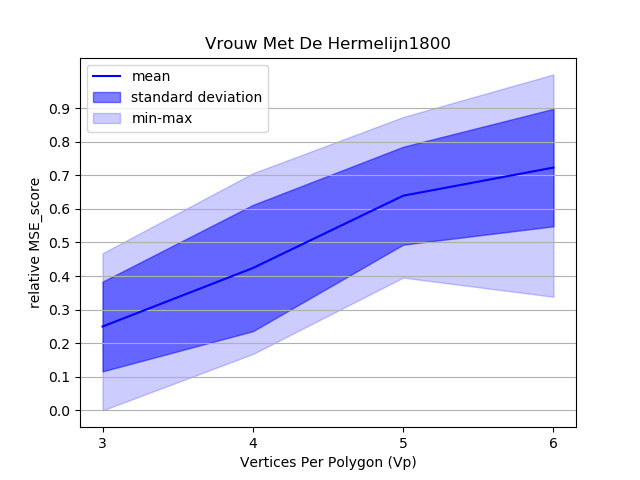 Vrouw Met De Hermelijn1800
mean
standard deviation
min-max
relative MSE_score
0.9
0.8
0.7
0.6
0.5
0.4
0.3
0.2
0.1
0.0
3 4 5 6
Vertices Per Polygon (Vp)